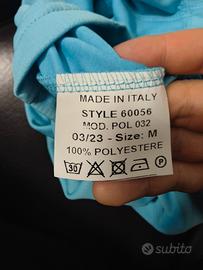 MADE IN ITALY
STYLE 60056
MOD. POL 032
03/23 - Size: M
100% POLYESTERE
30 P
subito